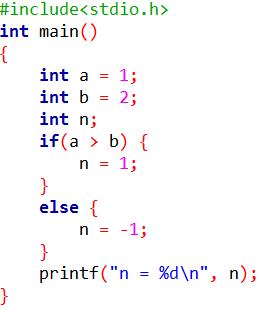 #include<stdio.h>
int main()
{
    int a = 1;
    int b = 2;
    int n;
    if(a > b) {
        n = 1;
    }
    else {
        n = -1;
    }
    printf("n = %d\n", n);
}